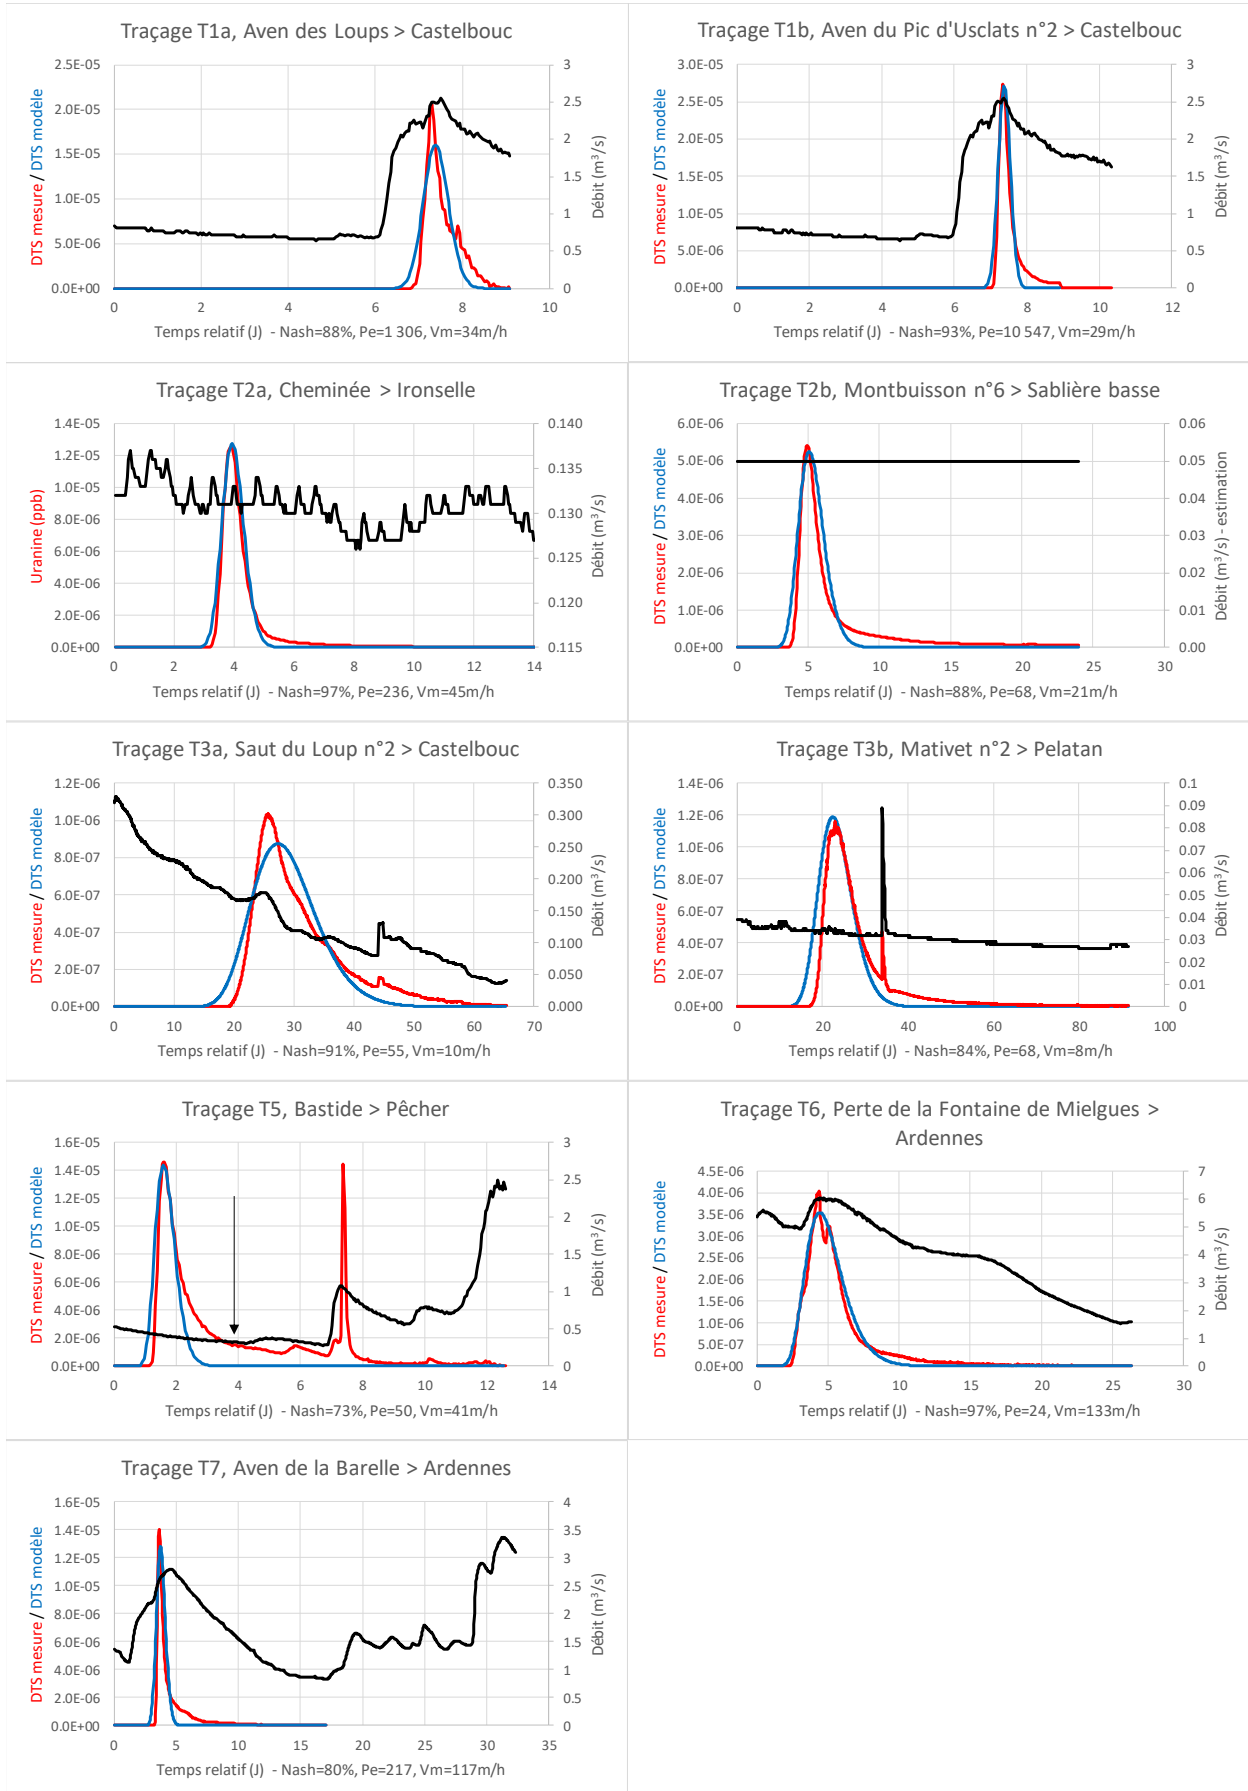 Traçage T1a, Aven des Loups > Castelbouc
DTS mesure / DTS modèle
2.5E-05
2.0E-05
1.5E-05
1.0E-05
5.0E-06
0.0E+00
3
2.5
2
1.5
1
0.5
0
Débit (m³/s)
0 2 4 6 8 10
Temps relatif (J) - Nash=88%, Pe=1 306, Vm=34m/h
Traçage T1b, Aven du Pic d'Usclats n°2 > Castelbouc
DTS mesure / DTS modèle
3.0E-05
2.5E-05
2.0E-05
1.5E-05
1.0E-05
5.0E-06
0.0E+00
3
2.5
2
1.5
1
0.5
0
Débit (m³/s)
0 2 4 6 8 10 12
Temps relatif (J) - Nash=93%, Pe=10 547, Vm=29m/h
Traçage T2a, Cheminée > Ironselle
Uranine (ppb)
1.4E-05
1.2E-05
1.0E-05
8.0E-06
6.0E-06
4.0E-06
2.0E-06
0.0E+00
0.140
0.135
0.130
0.125
0.120
0.115
Débit (m³/s)
0 2 4 6 8 10 12 14
Temps relatif (J) - Nash=97%, Pe=236, Vm=45m/h
Traçage T2b, Montbuisson n°6 > Sablière basse
DTS mesure / DTS modèle
6.0E-06
5.0E-06
4.0E-06
3.0E-06
2.0E-06
1.0E-06
0.0E+00
0.06
0.05
0.04
0.03
0.02
0.01
0.00
Débit (m³/s) - estimation
0 5 10 15 20 25 30
Temps relatif (J) - Nash=88%, Pe=68, Vm=21m/h
Traçage T3a, Saut du Loup n°2 > Castelbouc
DTS mesure / DTS modèle
1.2E-06
1.0E-06
8.0E-07
6.0E-07
4.0E-07
2.0E-07
0.0E+00
0.350
0.300
0.250
0.200
0.150
0.100
0.050
0.000
Débit (m³/s)
0 10 20 30 40 50 60 70
Temps relatif (J) - Nash=91%, Pe=55, Vm=10m/h
Traçage T3b, Mativet n°2 > Pelatan
DTS mesure / DTS modèle
1.4E-06
1.2E-06
1.0E-06
8.0E-07
6.0E-07
4.0E-07
2.0E-07
0.0E+00
0.1
0.09
0.08
0.07
0.06
0.05
0.04
0.03
0.02
0.01
0
Débit (m³/s)
0 20 40 60 80 100
Temps relatif (J) - Nash=84%, Pe=68, Vm=8m/h
Traçage T5, Bastide > Pêcher
DTS mesure / DTS modèle
1.6E-05
1.4E-05
1.2E-05
1.0E-05
8.0E-06
6.0E-06
4.0E-06
2.0E-06
0.0E+00
3
2.5
2
1.5
1
0.5
0
Débit (m³/s)
0 2 4 6 8 10 12 14
Temps relatif (J) - Nash=73%, Pe=50, Vm=41m/h
Traçage T6, Perte de la Fontaine de Mielgues >
Ardennes
DTS mesure / DTS modèle
4.5E-06
4.0E-06
3.5E-06
3.0E-06
2.5E-06
2.0E-06
1.5E-06
1.0E-06
5.0E-07
0.0E+00
7
6
5
4
3
2
1
0
Débit (m³/s)
0 5 10 15 20 25 30
Temps relatif (J) - Nash=97%, Pe=24, Vm=133m/h
Traçage T7, Aven de la Barelle > Ardennes
DTS mesure / DTS modèle
1.6E-05
1.4E-05
1.2E-05
1.0E-05
8.0E-06
6.0E-06
4.0E-06
2.0E-06
0.0E+00
4
3.5
3
2.5
2
1.5
1
0.5
0
Débit (m³/s)
0 5 10 15 20 25 30 35
Temps relatif (J) - Nash=80%, Pe=217, Vm=117m/h